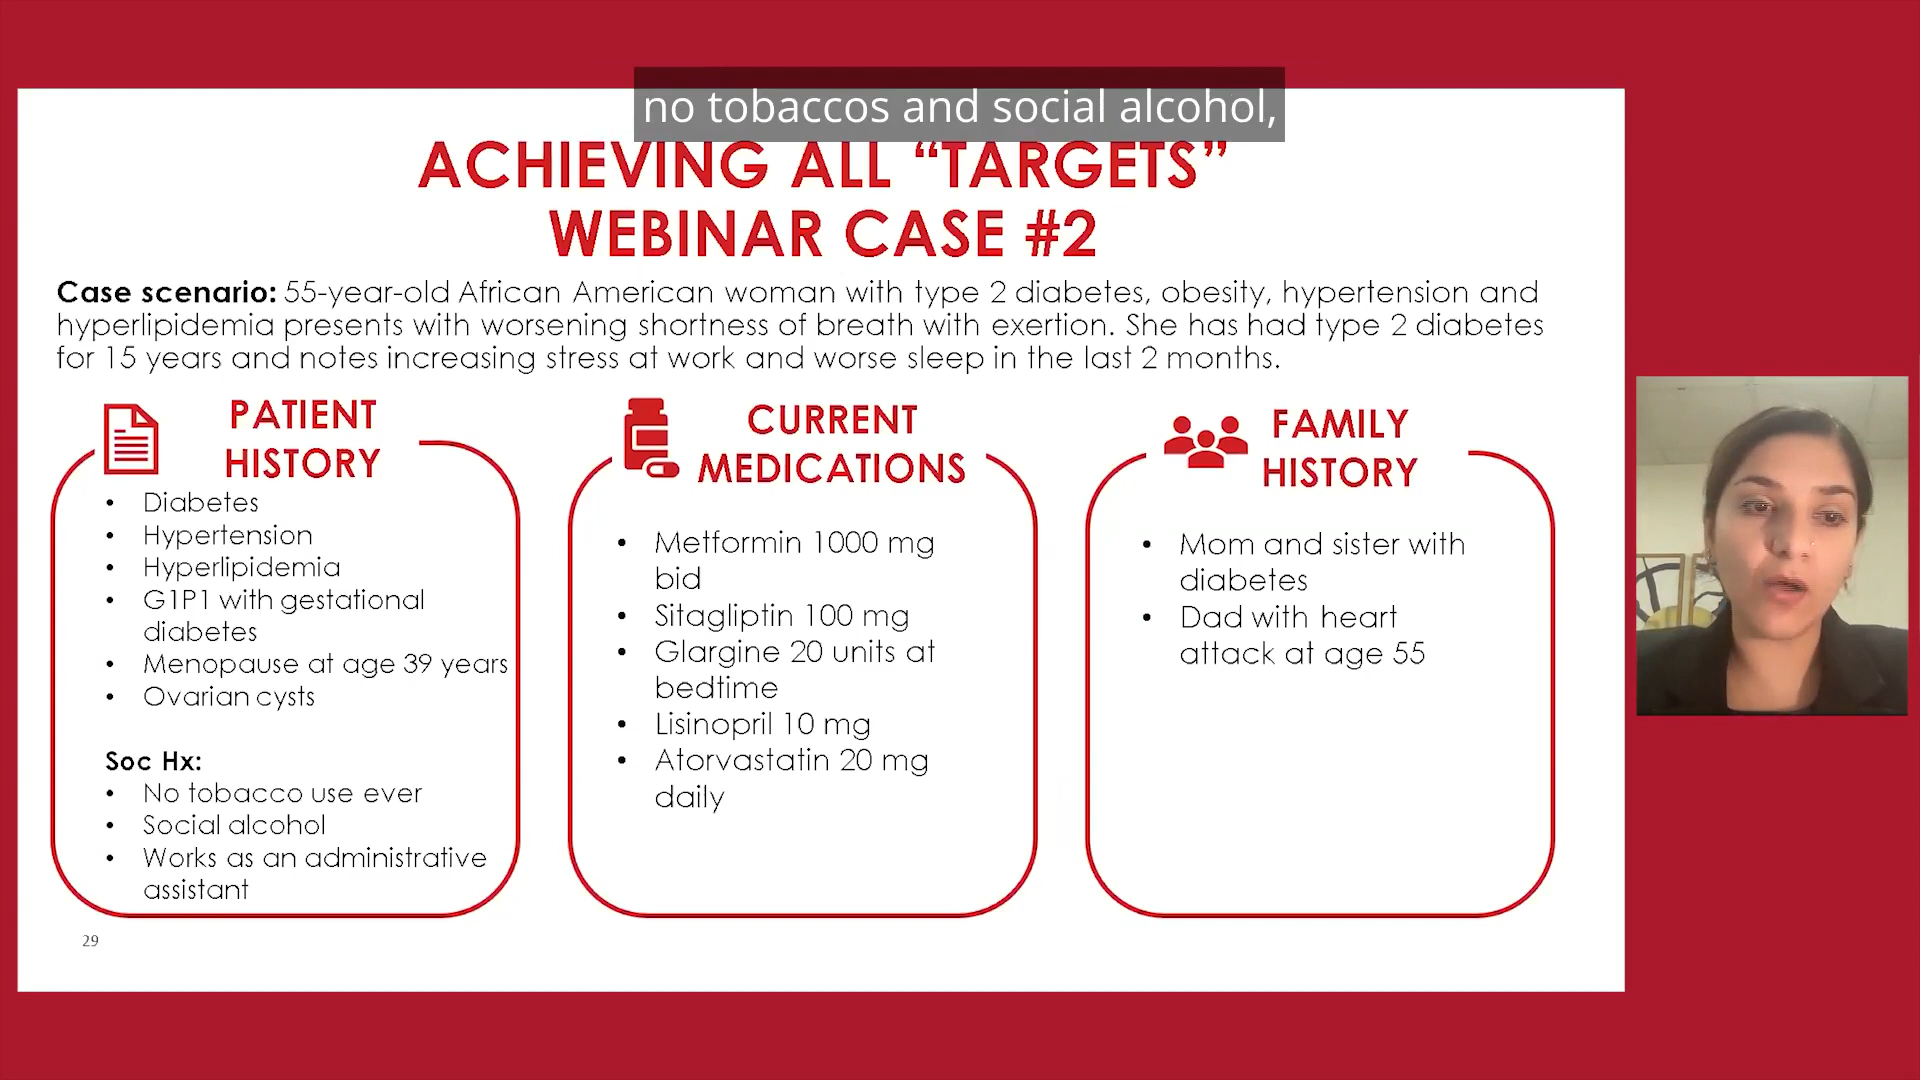 no tobaccos and social alcohol,
ACHIEVING ALL “TARGETS”
WEBINAR CASE #2
Case scenario: 55-year-old African American woman with type 2 diabetes, obesity, hypertension and
hyperlipidemia presents with worsening shortness of breath with exertion. She has had type 2 diabetes
for 15 years and notes increasing stress at work and worse sleep in the last 2 months.
PATIENT
HISTORY
• Diabetes
• Hypertension
• Hyperlipidemia
• G1P1 with gestational
diabetes
• Menopause at age 39 years
• Ovarian cysts
Soc Hx:
• No tobacco use ever
• Social alcohol
• Works as an administrative
assistant
CURRENT
MEDICATIONS
• Metformin 1000 mg
bid
• Sitagliptin 100 mg
• Glargine 20 units at
bedtime
• Lisinopril 10 mg
• Atorvastatin 20 mg
daily
FAMILY
HISTORY
• Mom and sister with
diabetes
• Dad with heart
attack at age 55
29